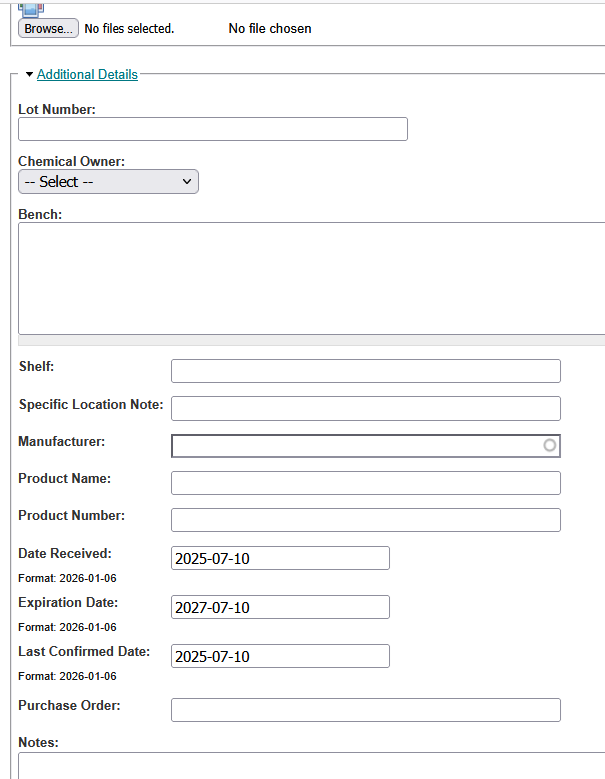 Browse... No files selected. No file chosen
Additional Details
Lot Number:
Chemical Owner:
-- Select --
Bench:
Shelf:
Specific Location Note:
Manufacturer:
Product Name:
Product Number:
Date Received: 2025-07-10
Format: 2026-01-06
Expiration Date: 2027-07-10
Format: 2026-01-06
Last Confirmed Date: 2025-07-10
Format: 2026-01-06
Purchase Order:
Notes: